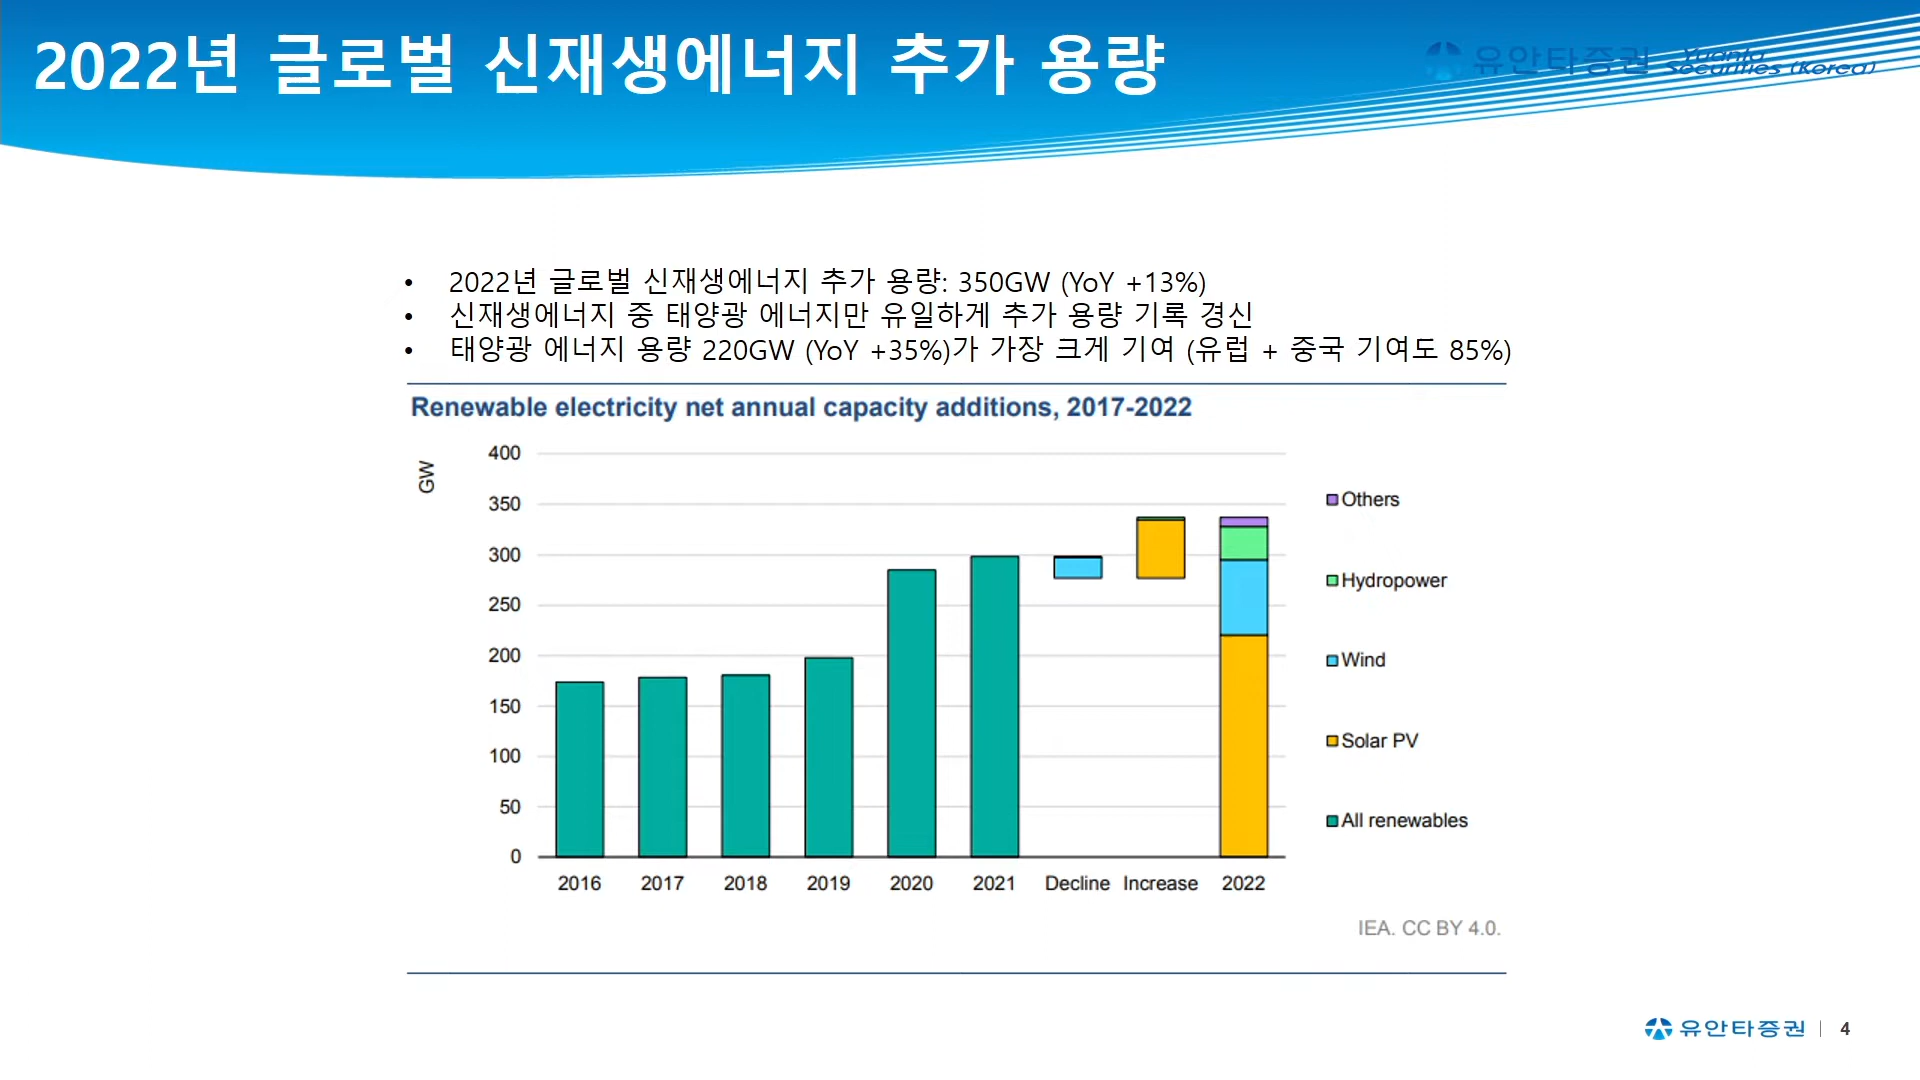 2022년 글로벌 신재생에너지 추가 용량
유안타증권 Yuanta Securities (Korea)
• 2022년 글로벌 신재생에너지 추가 용량: 350GW (YoY +13%)
• 신재생에너지 중 태양광 에너지만 유일하게 추가 용량 기록 경신
• 태양광 에너지 용량 220GW (YoY +35%)가 가장 크게 기여 (유럽 + 중국 기여도 85%)
Renewable electricity net annual capacity additions, 2017-2022
GW
400
350
300
250
200
150
100
50
0
2016 2017 2018 2019 2020 2021 Decline Increase 2022
Others
Hydropower
Wind
Solar PV
All renewables
IEA. CC BY 4.0.
유안타증권 | 4